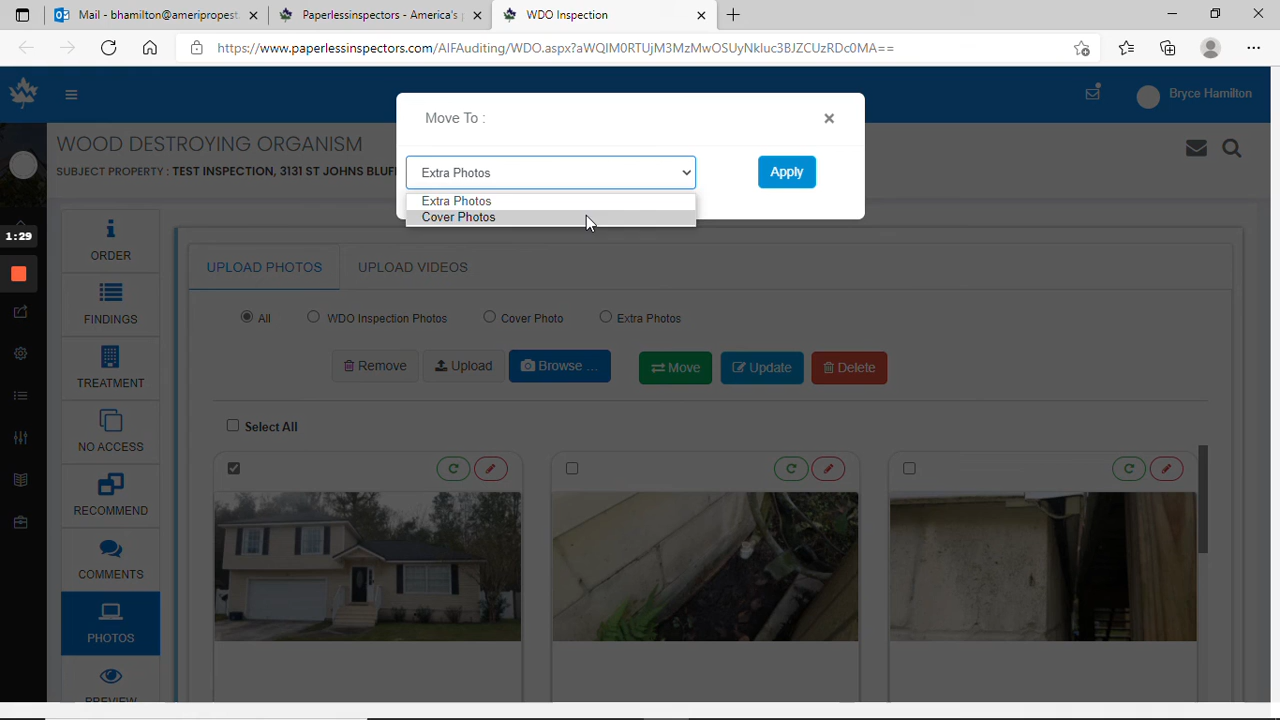 Mail - bhamilton@ameripropest
Paperlessinspectors - America's
WDO Inspection
https://www.paperlessinspectors.com/AIFAuditing/WDO.aspx?aWQIM0RTUjM3MzMwOSUyNkluc3BJZCUzRDc0MA==
Bryce Hamilton
Move To :
Extra Photos
Apply
Extra Photos
Cover Photos
WOOD DESTROYING ORGANISM
SUBJECT PROPERTY : TEST INSPECTION, 3131 ST JOHNS BLUF
1:29
ORDER
FINDINGS
TREATMENT
NO ACCESS
RECOMMEND
COMMENTS
PHOTOS
PREVIEW
UPLOAD PHOTOS UPLOAD VIDEOS
All WDO Inspection Photos Cover Photo Extra Photos
Remove Upload Browse ... Move Update Delete
Select All